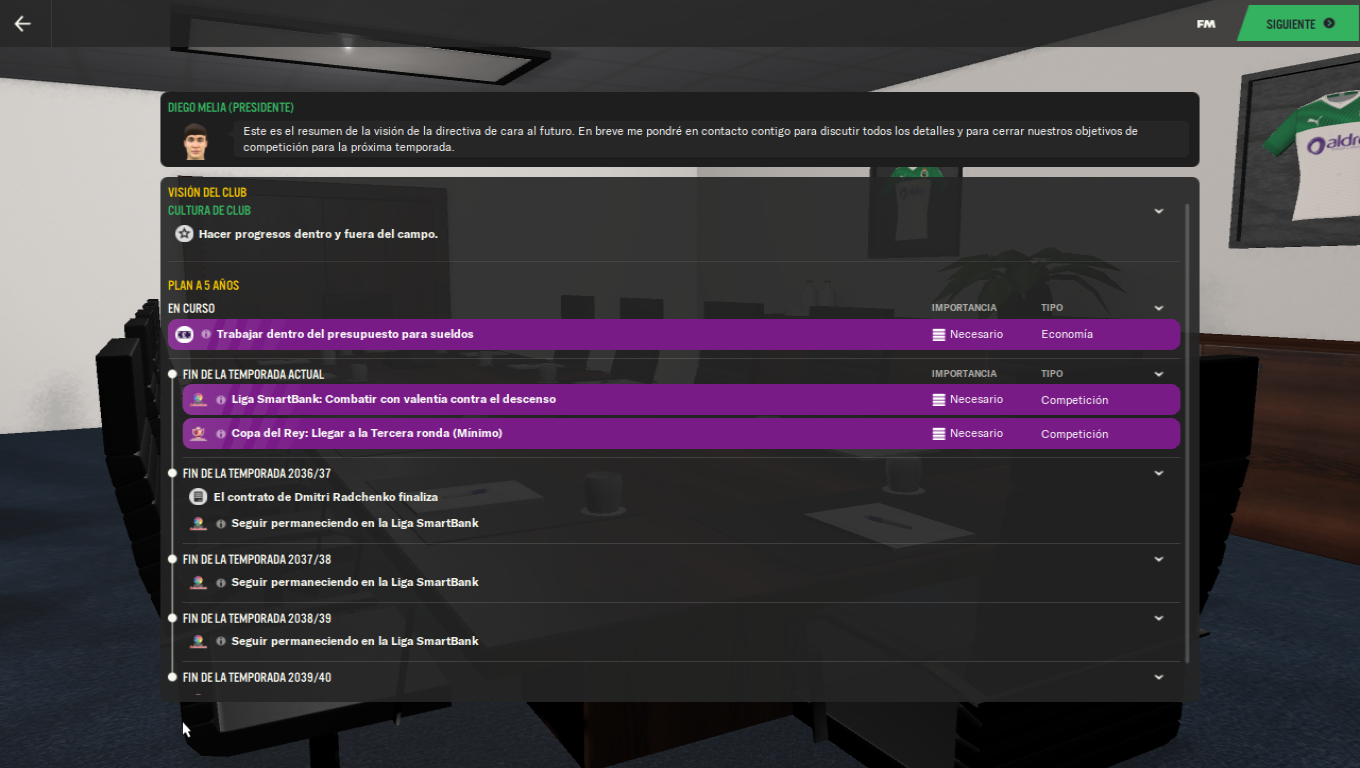 FM
SIGUIENTE
DIEGO MELIA (PRESIDENTE)
Este es el resumen de la visión de la directiva de cara al futuro. En breve me pondré en contacto contigo para discutir todos los detalles y para cerrar nuestros objetivos de
competición para la próxima temporada.
VISIÓN DEL CLUB
CULTURA DE CLUB
Hacer progresos dentro y fuera del campo.
PLAN A 5 AÑOS
EN CURSO IMPORTANCIA TIPO
Trabajar dentro del presupuesto para sueldos Necesario Economía
FIN DE LA TEMPORADA ACTUAL IMPORTANCIA TIPO
Liga SmartBank: Combatir con valentía contra el descenso Necesario Competición
Copa del Rey: Llegar a la Tercera ronda (Mínimo) Necesario Competición
FIN DE LA TEMPORADA 2036/37
El contrato de Dmitri Radchenko finaliza
Seguir permaneciendo en la Liga SmartBank
FIN DE LA TEMPORADA 2037/38
Seguir permaneciendo en la Liga SmartBank
FIN DE LA TEMPORADA 2038/39
Seguir permaneciendo en la Liga SmartBank
FIN DE LA TEMPORADA 2039/40